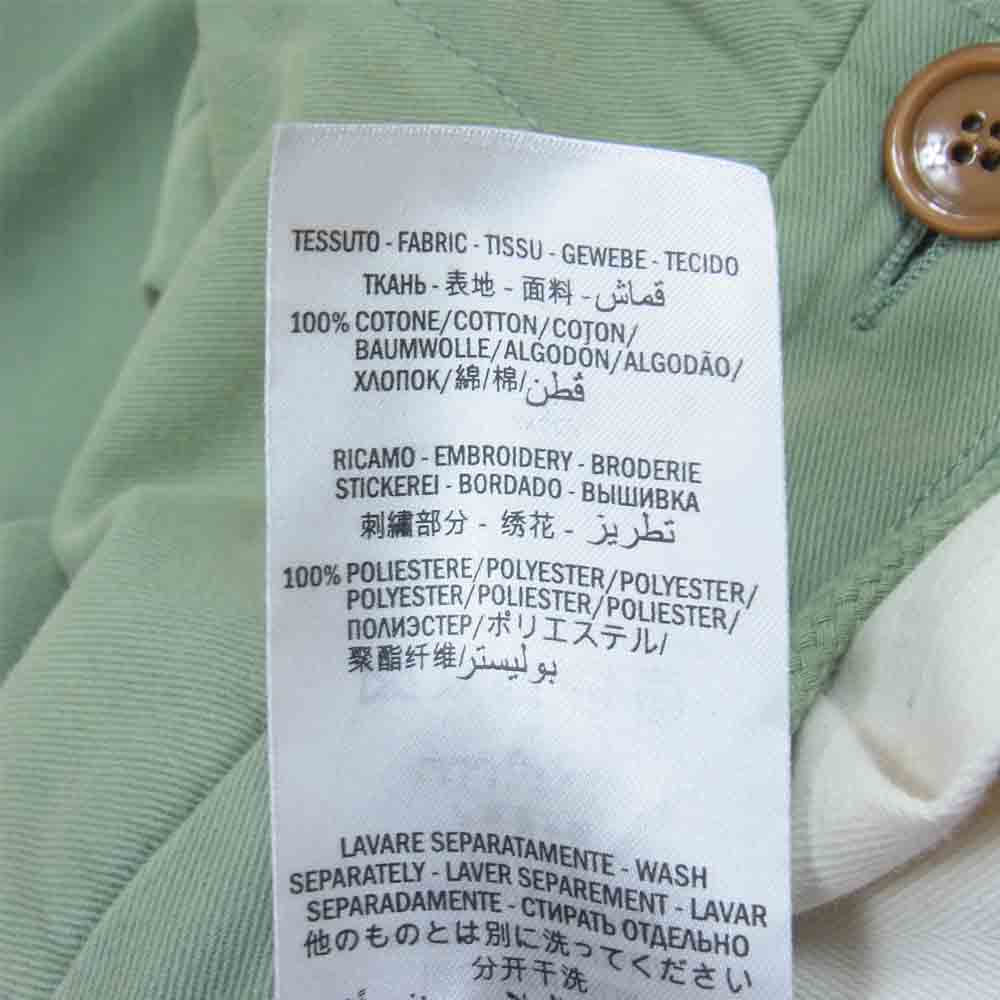 TESSUTO - FABRIC - TISSU - GEWEBE - TECIDO
ТКАНЬ - 表地 - 面料 - قماش
100% COTONE/COTTON/COTON/
BAUMWOLLE/ALGODÓN/ALGODÃO/
ХЛОПОК/綿/棉/قطن
RICAMO - EMBROIDERY - BRODERIE
STICKEREI - BORDADO - ВЫШИВКА
刺繍部分 - 绣花 - تطريز
100% POLIESTERE/POLYESTER/POLYESTER/
POLYESTER/POLIESTER/POLIESTER/
ПОЛИЭСТЕР/ポリエステル/
聚酯纤维/بوليستر
LAVARE SEPARATAMENTE - WASH
SEPARATELY - LAVER SEPAREMENT - LAVAR
SEPARADAMENTE - СТИРАТЬ ОТДЕЛЬНО
他のものとは別に洗ってください
分开干洗